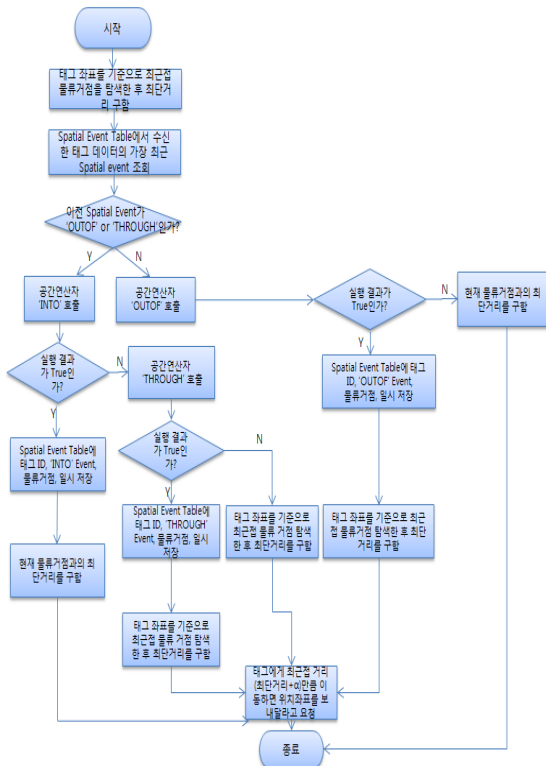 시작
태그 좌표를 기준으로 최근접
물류거점을 탐색한 후 최단거
리 구함
Spatial Event Table에서 수신
한 태그 데이터의 가장 최근
Spatial event 조회
이전 Spatial Event가
'OUTOF' or 'THROUGH'인가?
Y
N
공간연산자
'INTO' 호출
공간연산자
'OUTOF' 호출
실행 결과가
True인가?
N
현재 물류거점과의 최
단거리를 구함
Y
실행 결과
가 True인
가?
N
공간연산자
'THROUGH' 호출
Spatial Event Table에 태그
ID, 'OUTOF' Event,
물류거점, 일시 저장
Y
실행 결과
가 True인
가?
N
Spatial Event Table에
태그 ID, 'INTO' Event,
물류거점, 일시 저장
Y
Spatial Event Table에
태그 ID, 'THROUGH'
Event, 물류거점, 일시
저장
태그 좌표를 기준으로
최근접 물류 거점 탐색
한 후 최단거리를 구함
태그 좌표를 기준으로 최근
접 물류거점 탐색한 후 최단
거리를 구함
현재 물류거점과의 최
단거리를 구함
태그 좌표를 기준으로
최근접 물류 거점 탐색
한 후 최단거리를 구함
태그에게 최근접 거리
(최단거리+α)만큼 이
동하면 위치좌표를 보
내달라고 요청
종료